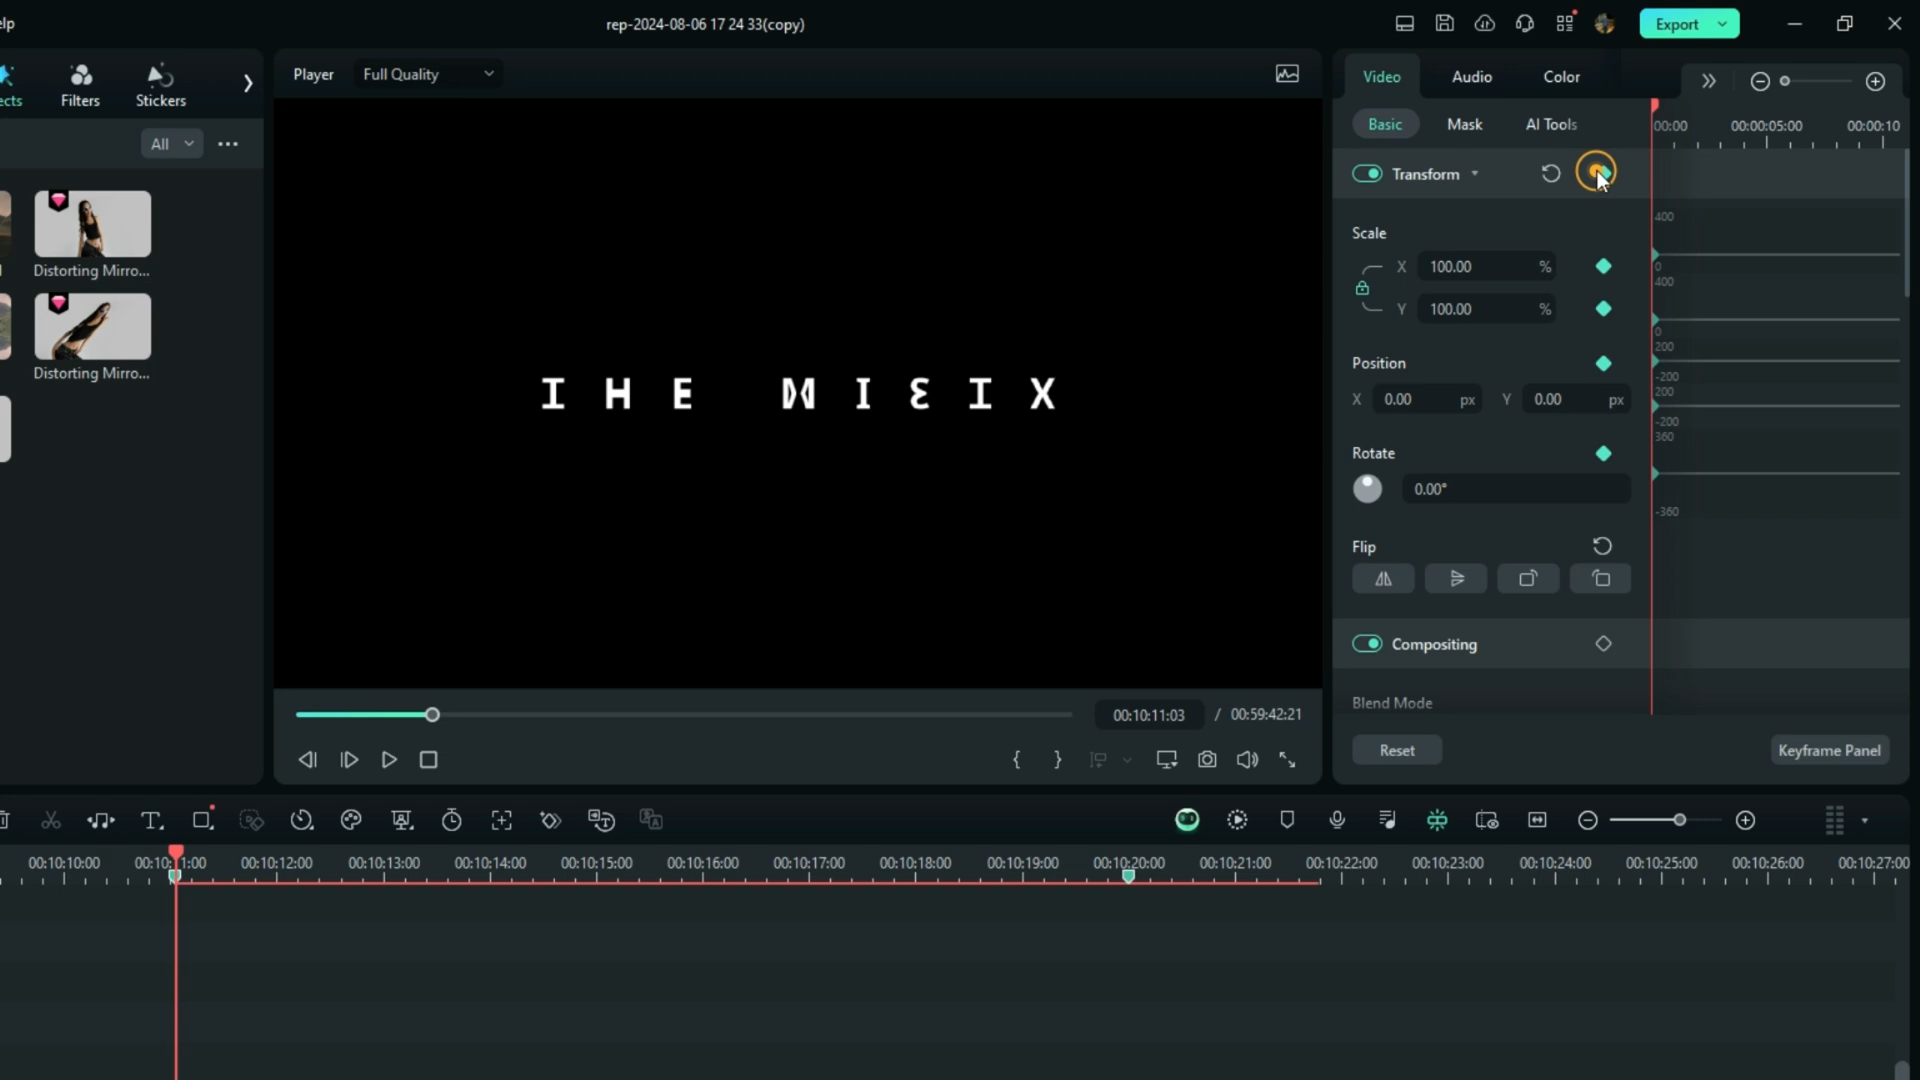 elp
rep-2024-08-06 17 24 33(copy)
Export
ects
Filters
Stickers
All
Distorting Mirro...
Distorting Mirro...
Player
Full Quality
I H E M I Ɛ I X
00:10:11:03 / 00:59:42:21
Video
Audio
Color
Basic
Mask
AI Tools
00:00
00:00:05:00
00:00:10
Transform
Scale
X 100.00 %
Y 100.00 %
Position
X 0.00 px Y 0.00 px
Rotate
0.00°
Flip
Compositing
Blend Mode
400
0
400
0
200
-200
200
-200
360
-360
Reset
Keyframe Panel
00:10:10:00 00:10:11:00 00:10:12:00 00:10:13:00 00:10:14:00 00:10:15:00 00:10:16:00 00:10:17:00 00:10:18:00 00:10:19:00 00:10:20:00 00:10:21:00 00:10:22:00 00:10:23:00 00:10:24:00 00:10:25:00 00:10:26:00 00:10:27:00